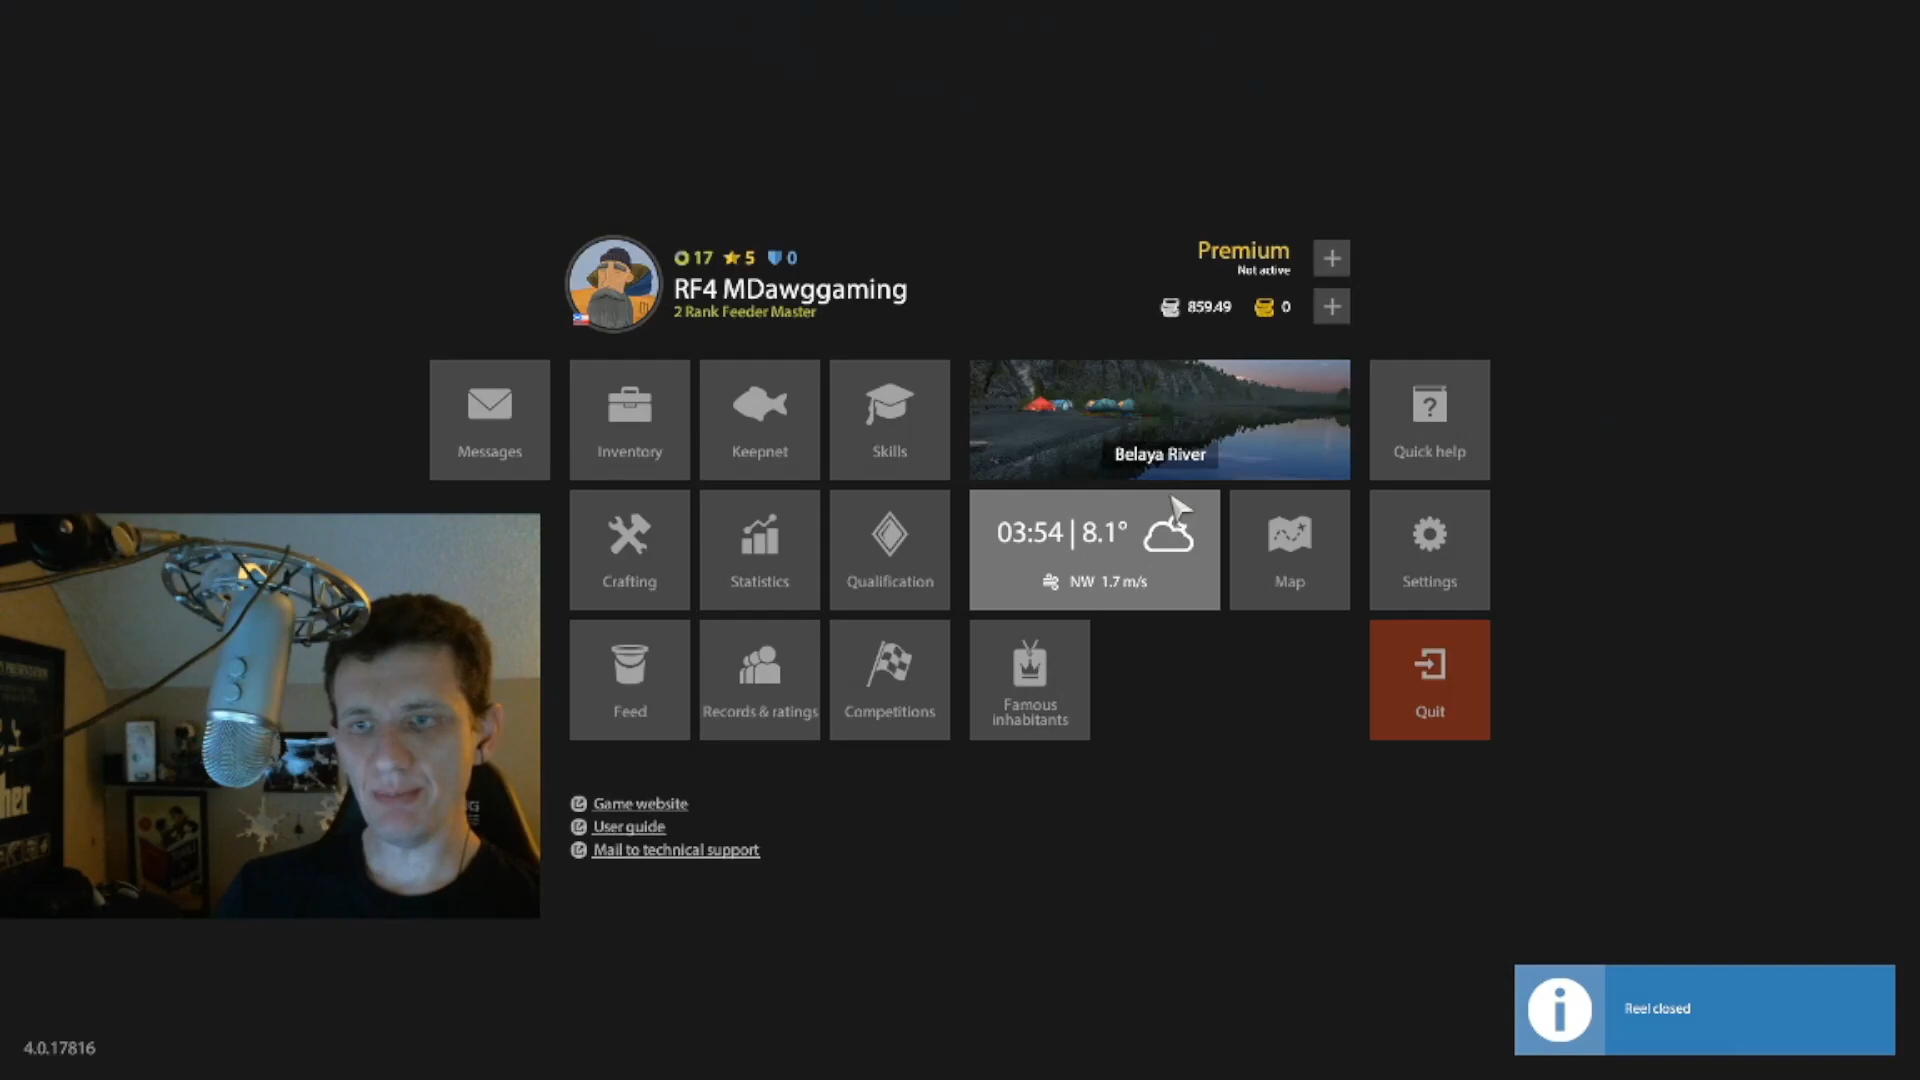 17 5 0
RF4 MDawggaming
2 Rank Feeder Master
Premium
Not active
859.49 0
Messages
Inventory
Keepnet
Skills
Belaya River
Quick help
Crafting
Statistics
Qualification
03:54 | 8.1°
NW 1.7 m/s
Map
Settings
Feed
Records & ratings
Competitions
Famous
inhabitants
Quit
Game website
User guide
Mail to technical support
Reel closed
4.0.17816